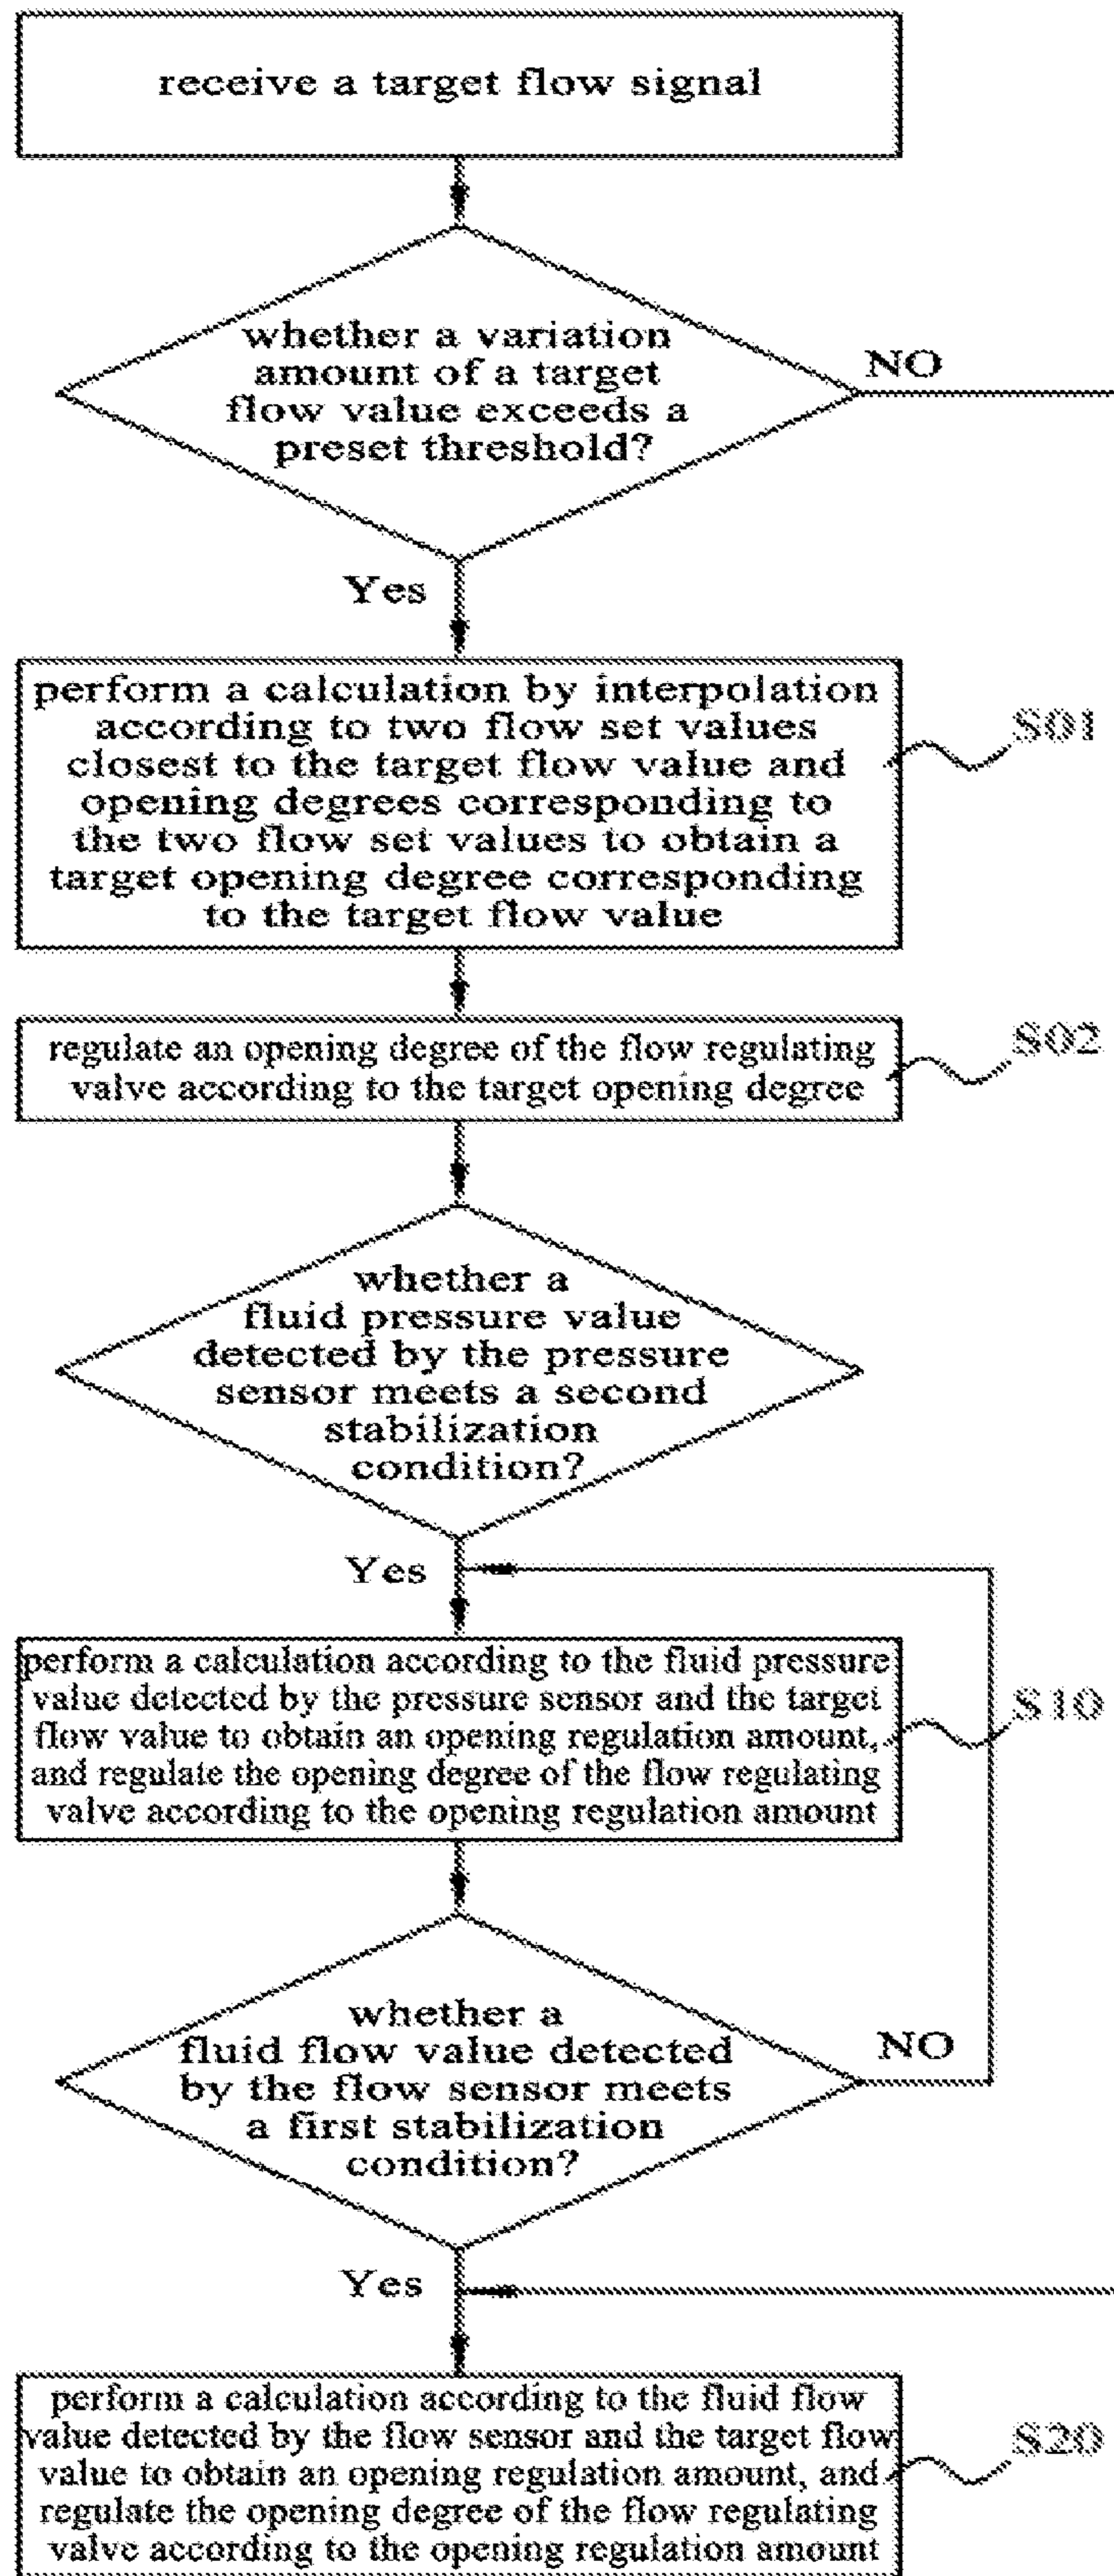 receive a target flow signal
whether a variation
amount of a target
flow value exceeds a
preset threshold?
NO
Yes
perform a calculation by interpolation
according to two flow set values
closest to the target flow value and
opening degrees corresponding to
the two flow set values to obtain a
target opening degree corresponding
to the target flow value
S01
regulate an opening degree of the flow regulating
valve according to the target opening degree
S02
whether a
fluid pressure value
detected by the pressure
sensor meets a second
stabilization
condition?
Yes
perform a calculation according to the fluid pressure
value detected by the pressure sensor and the target
flow value to obtain an opening regulation amount,
and regulate the opening degree of the flow regulating
valve according to the opening regulation amount
S10
whether a
fluid flow value detected
by the flow sensor meets
a first stabilization
condition?
NO
Yes
perform a calculation according to the fluid flow
value detected by the flow sensor and the target flow
value to obtain an opening regulation amount, and
regulate the opening degree of the flow regulating
valve according to the opening regulation amount
S20